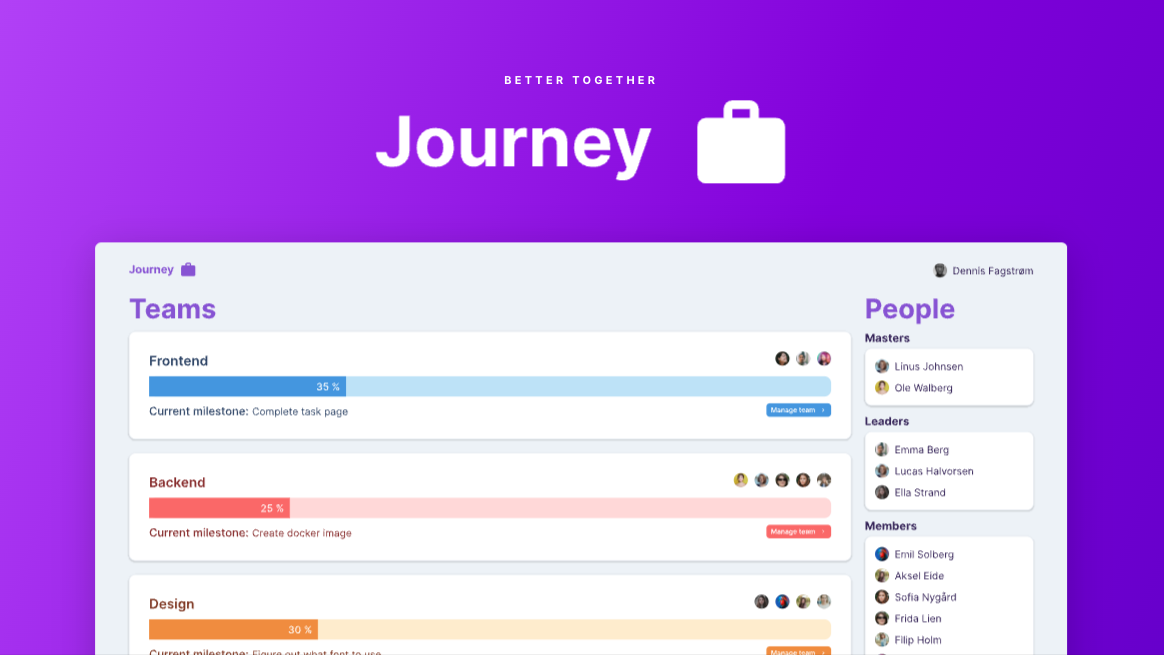 BETTER TOGETHER
Journey
Journey
Dennis Fagstrøm
Teams
Frontend
35 %
Current milestone: Complete task page
Manage team ›
Backend
25 %
Current milestone: Create docker image
Manage team ›
Design
30 %
Current milestone: Figure out what font to use
Manage team ›
People
Masters
Linus Johnsen
Ole Walberg
Leaders
Emma Berg
Lucas Halvorsen
Ella Strand
Members
Emil Solberg
Aksel Eide
Sofia Nygård
Frida Lien
Filip Holm